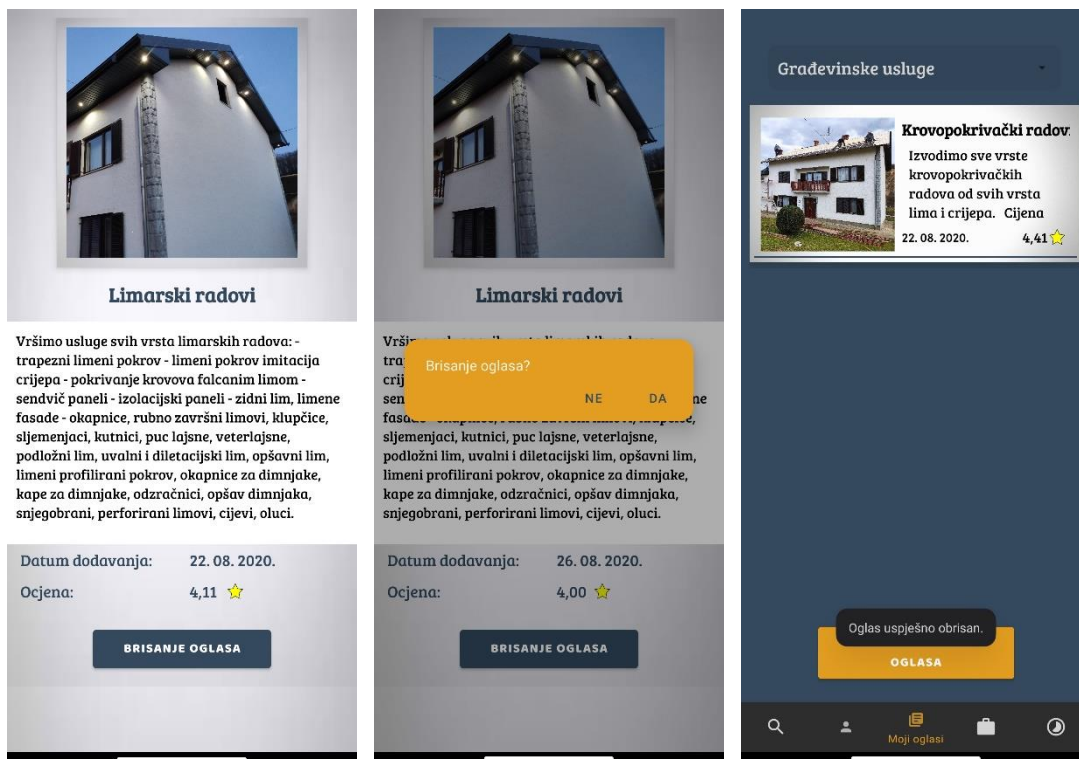 Limarski radovi
Vršimo usluge svih vrsta limarskih radova: -
trapezni limeni pokrov - limeni pokrov imitacija
crijepa - pokrivanje krovova falcanim limom -
sendvič paneli - izolacijski paneli - zidni lim, limene
fasade - okapnice, rubno završni limovi, klupčice,
sljemenjaci, kutnici, puc lajsne, veterlajsne,
podložni lim, uvalni i diletacijski lim, opšavni lim,
limeni profilirani pokrov, okapnice za dimnjake,
kape za dimnjake, odzračnici, opšav dimnjaka,
snjegobrani, perforirani limovi, cijevi, oluci.
Datum dodavanja: 22. 08. 2020.
Ocjena: 4,11
BRISANJE OGLASA
Limarski radovi
Brisanje oglasa?
NE DA
sljemenjaci, kutnici, puc lajsne, veterlajsne,
podložni lim, uvalni i diletacijski lim, opšavni lim,
limeni profilirani pokrov, okapnice za dimnjake,
kape za dimnjake, odzračnici, opšav dimnjaka,
snjegobrani, perforirani limovi, cijevi, oluci.
Datum dodavanja: 26. 08. 2020.
Ocjena: 4,00
BRISANJE OGLASA
Građevinske usluge
Krovopokrivački radov
Izvodimo sve vrste
krovopokrivačkih
radova od svih vrsta
lima i crijepa. Cijena
22. 08. 2020. 4,41
Oglas uspješno obrisan.
OGLASA
Moji oglasi